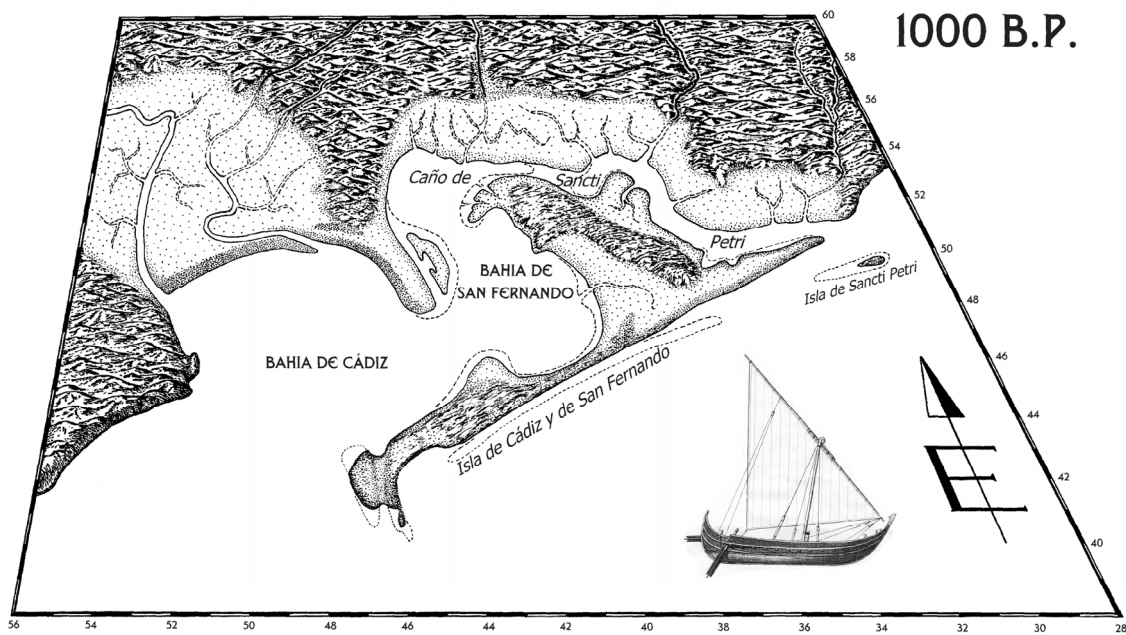 1000 B.P.
60
58
56
54
52
50
48
46
44
42
40
Caño de Sancti Petri
BAHIA DE
SAN FERNANDO
Isla de Sancti Petri
BAHIA DE CÁDIZ
Isla de Cádiz y de San Fernando
E
56 54 52 50 48 46 44 42 40 38 36 34 32 30 28